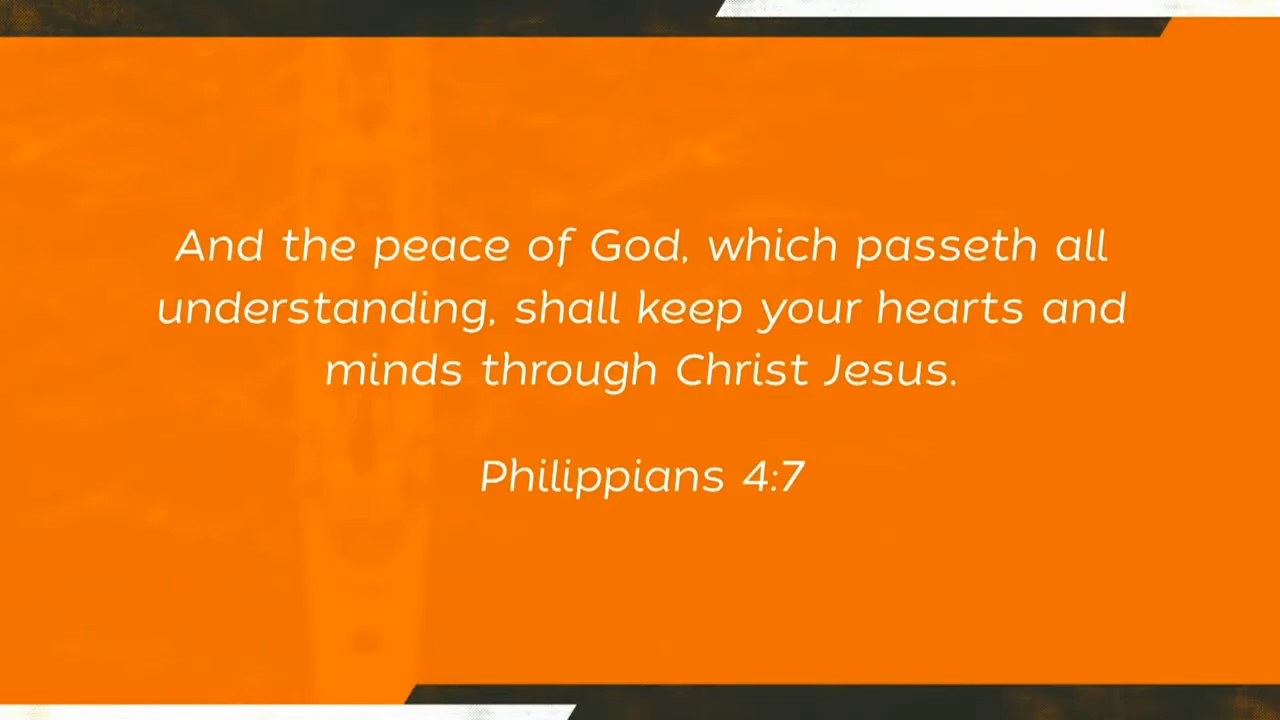 And the peace of God, which passeth all
understanding, shall keep your hearts and
minds through Christ Jesus.
Philippians 4:7